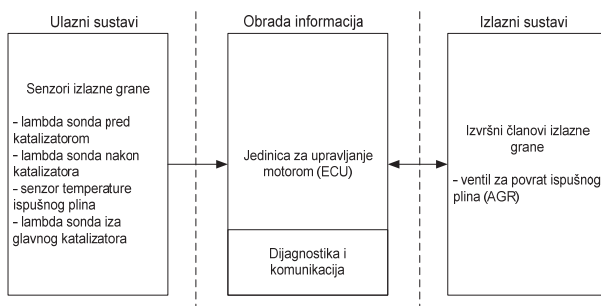 Ulazni sustavi
Obrada informacija
Izlazni sustavi
Senzori izlazne grane
– lambda sonda pred
katalizatorom
– lambda sonda nakon
katalizatora
– senzor temperature
ispušnog plina
– lambda sonda iza
glavnog katalizatora
Jedinica za upravljanje
motorom (ECU)
Dijagnostika i
komunikacija
Izvršni članovi izlazne
grane
– ventil za povrat ispušnog
plina (AGR)